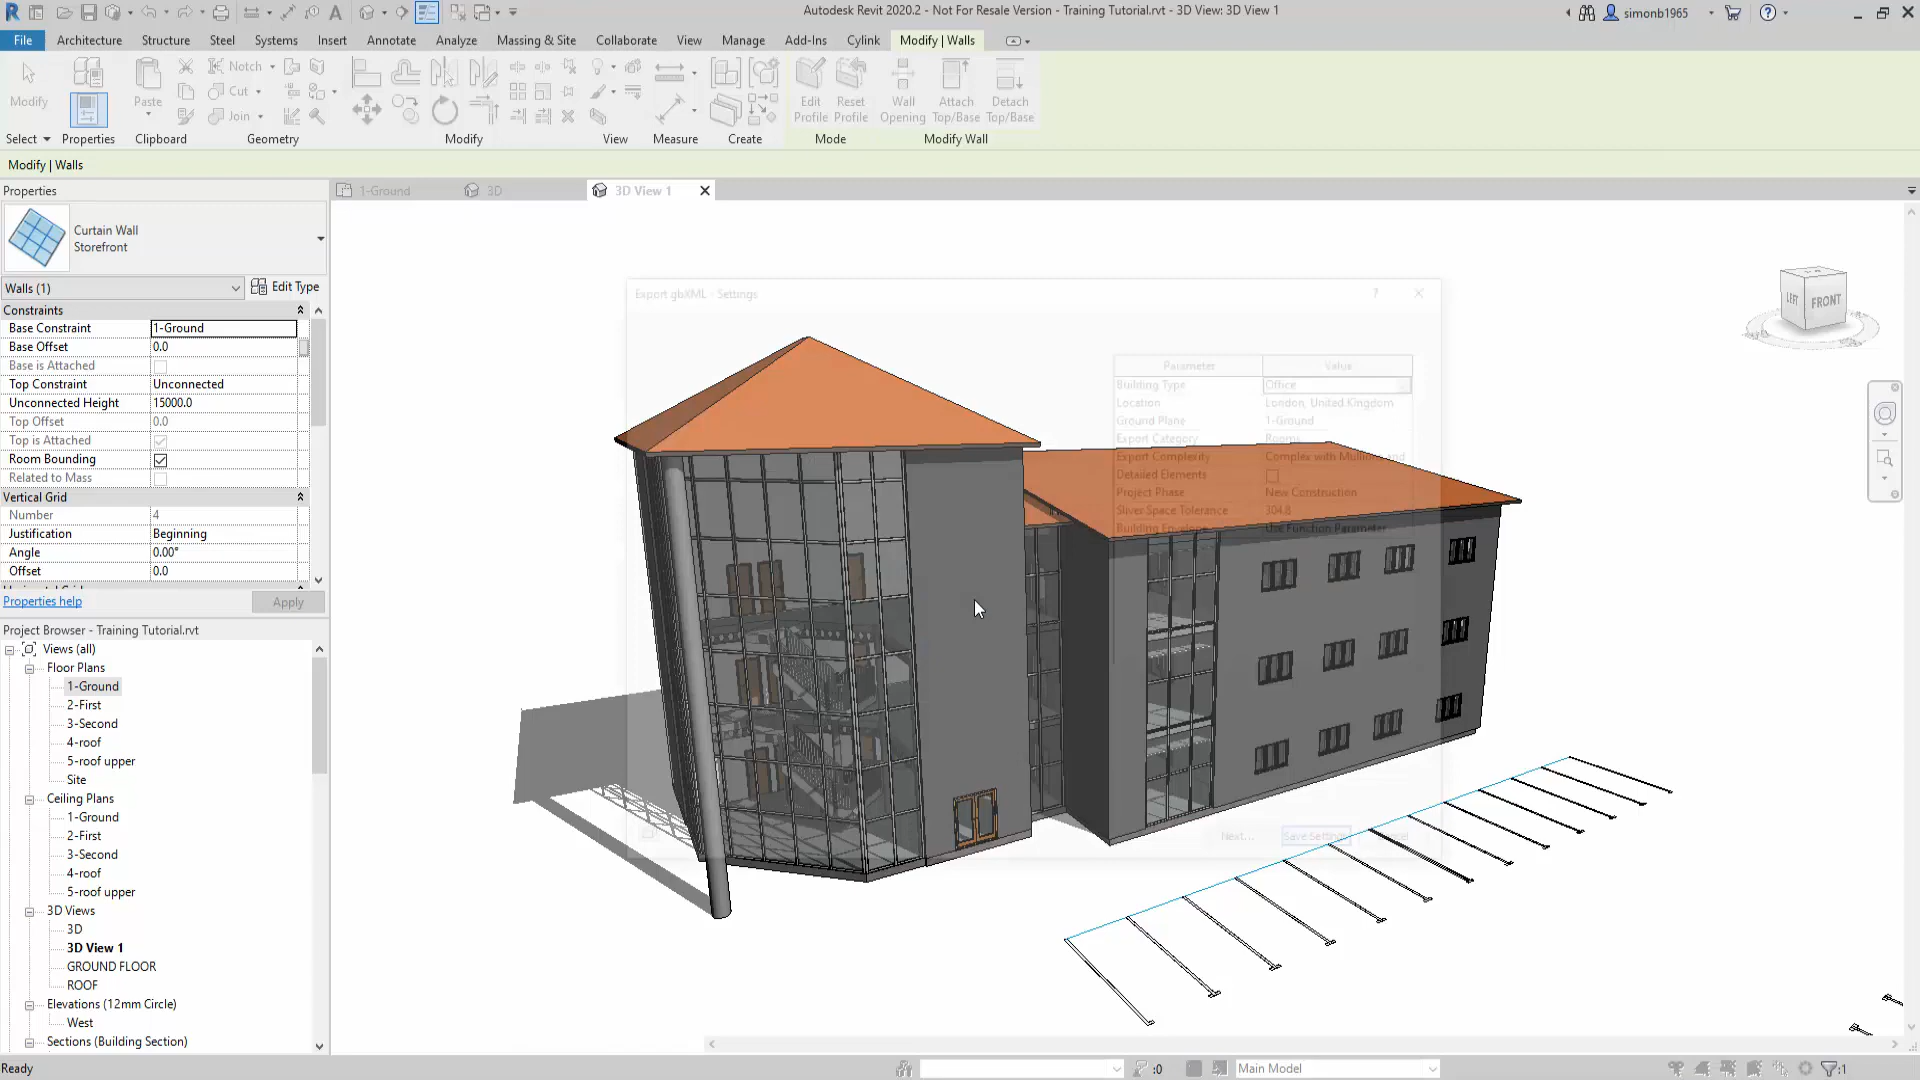 Autodesk Revit 2020.2 - Not For Resale Version - Training Tutorial.rvt - 3D View: 3D View 1
simonb1965
File Architecture Structure Steel Systems Insert Annotate Analyze Massing & Site Collaborate View Manage Add-Ins Cylink Modify | Walls
Modify
Paste
Notch
Cut
Join
Edit Profile
Reset Profile
Wall Opening
Attach Top/Base
Detach Top/Base
Select Properties Clipboard Geometry Modify View Measure Create Mode Modify Wall
Modify | Walls
Properties
1-Ground
3D
3D View 1
Curtain Wall
Storefront
Walls (1)
Edit Type
Constraints
Base Constraint 1-Ground
Base Offset 0.0
Base is Attached
Top Constraint Unconnected
Unconnected Height 15000.0
Top Offset 0.0
Top is Attached
Room Bounding
Related to Mass
Vertical Grid
Number 4
Justification Beginning
Angle 0.00°
Offset 0.0
Properties help
Apply
Project Browser - Training Tutorial.rvt
Views (all)
Floor Plans
1-Ground
2-First
3-Second
4-roof
5-roof upper
Site
Ceiling Plans
1-Ground
2-First
3-Second
4-roof
5-roof upper
3D Views
3D
3D View 1
GROUND FLOOR
ROOF
Elevations (12mm Circle)
West
Sections (Building Section)
Export gbXML - Settings
Parameter Value
Building Type Office
Location London, United Kingdom
Ground Plane 1-Ground
Export Category Rooms
Export Complexity Complex with Mullions and
Detailed Elements
Project Phase New Construction
Sliver Space Tolerance 304.8
Building Envelope Use Function Parameter
Next... Save Settings Cancel
LEFT FRONT
Ready
:0
Main Model
:1